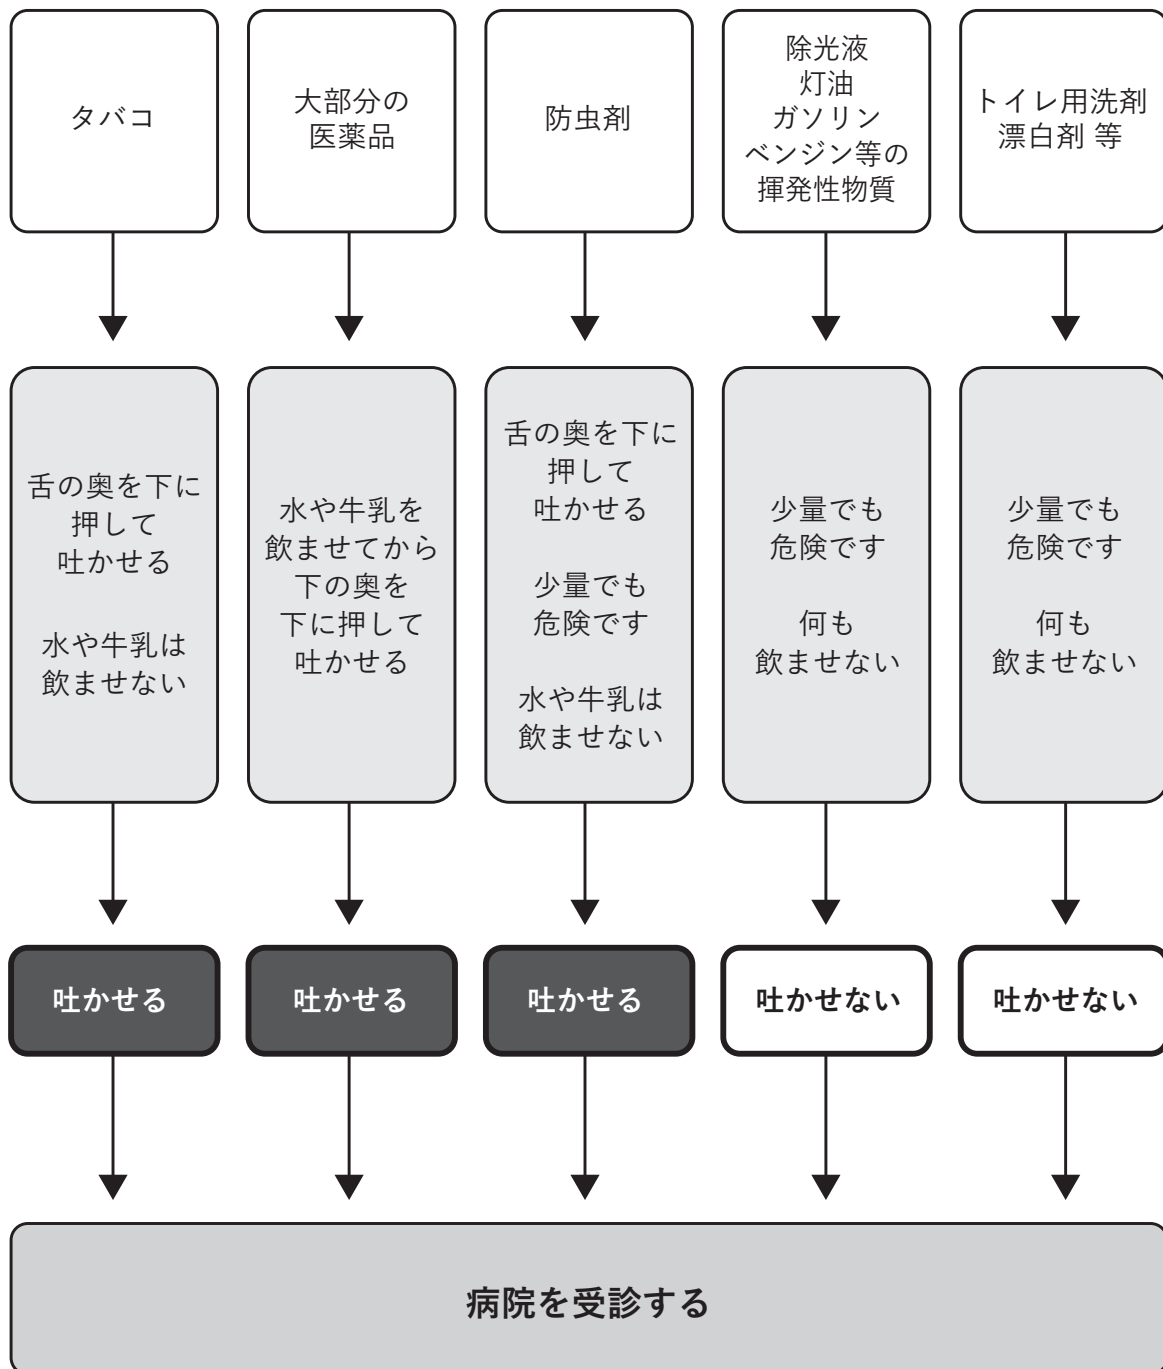 タバコ
大部分の
医薬品
防虫剤
除光液
灯油
ガソリン
ベンジン等の
揮発性物質
トイレ用洗剤
漂白剤 等
舌の奥を下に
押して
吐かせる
水や牛乳は
飲ませない
水や牛乳を
飲ませてから
下の奥を
下に押して
吐かせる
舌の奥を下に
押して
吐かせる
少量でも
危険です
水や牛乳は
飲ませない
少量でも
危険です
何も
飲ませない
少量でも
危険です
何も
飲ませない
吐かせる
吐かせる
吐かせる
吐かせない
吐かせない
病院を受診する